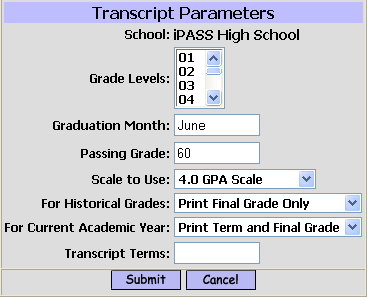 Transcript Parameters
School: iPASS High School
Grade Levels: 01
02
03
04
Graduation Month: June
Passing Grade: 60
Scale to Use: 4.0 GPA Scale
For Historical Grades: Print Final Grade Only
For Current Academic Year: Print Term and Final Grade
Transcript Terms:
Submit Cancel